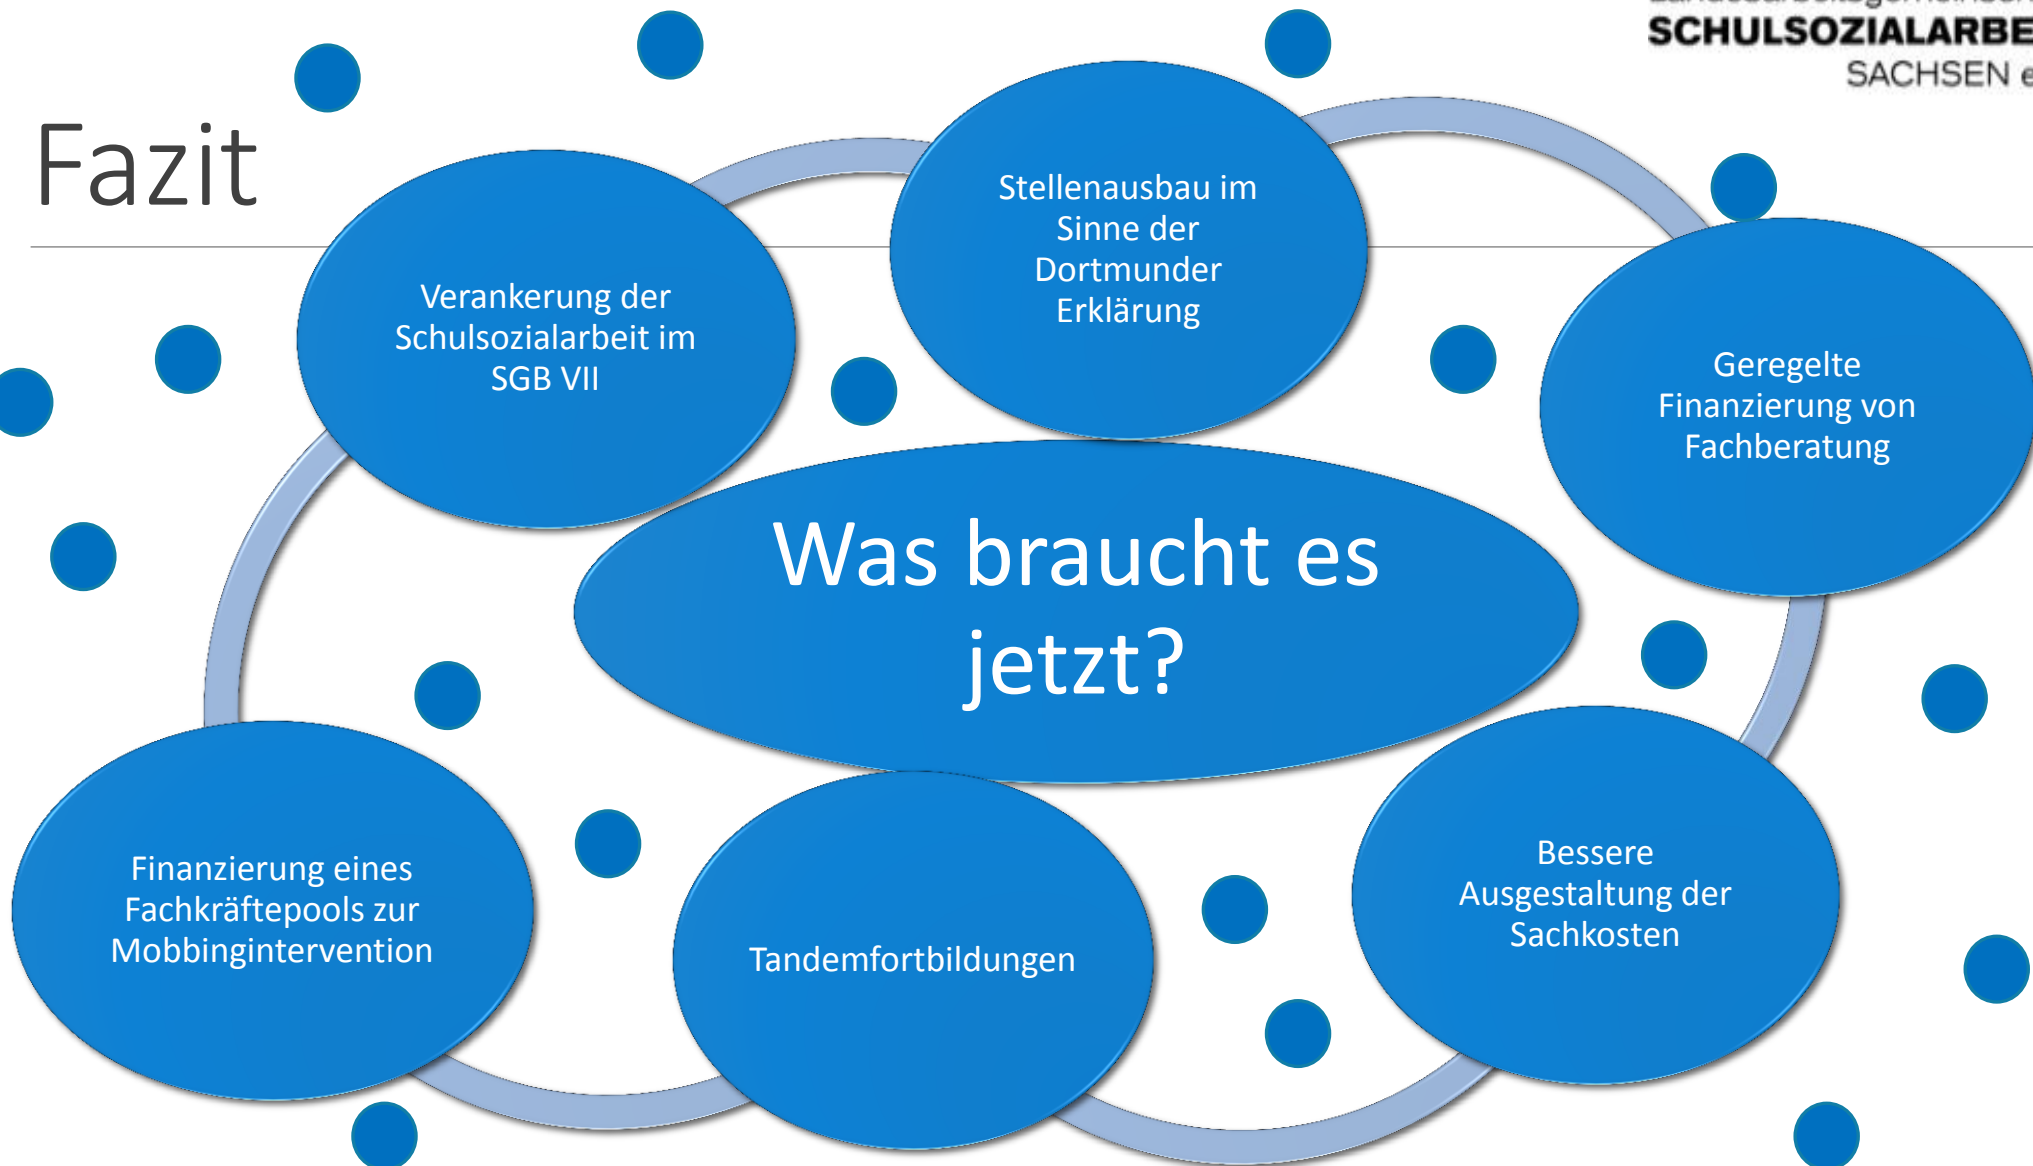 SCHULSOZIALARBE
SACHSEN e
Fazit
Stellenausbau im
Sinne der
Dortmunder
Erklärung
Verankerung der
Schulsozialarbeit im
SGB VII
Geregelte
Finanzierung von
Fachberatung
Was braucht es
jetzt?
Bessere
Ausgestaltung der
Sachkosten
Finanzierung eines
Fachkräftepools zur
Mobbingintervention
Tandemfortbildungen